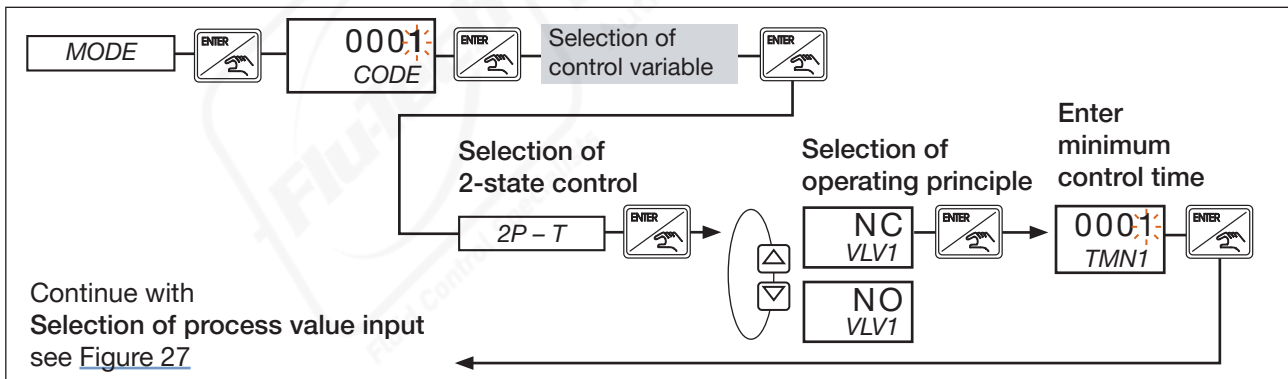 MODE
ENTER
0001
CODE
ENTER
Selection of
control variable
ENTER
Selection of
2-state control
2P – T
ENTER
Selection of
operating principle
NC
VLV1
NO
VLV1
ENTER
Enter
minimum
control time
0001
TMN1
ENTER
Continue with
Selection of process value input
see Figure 27